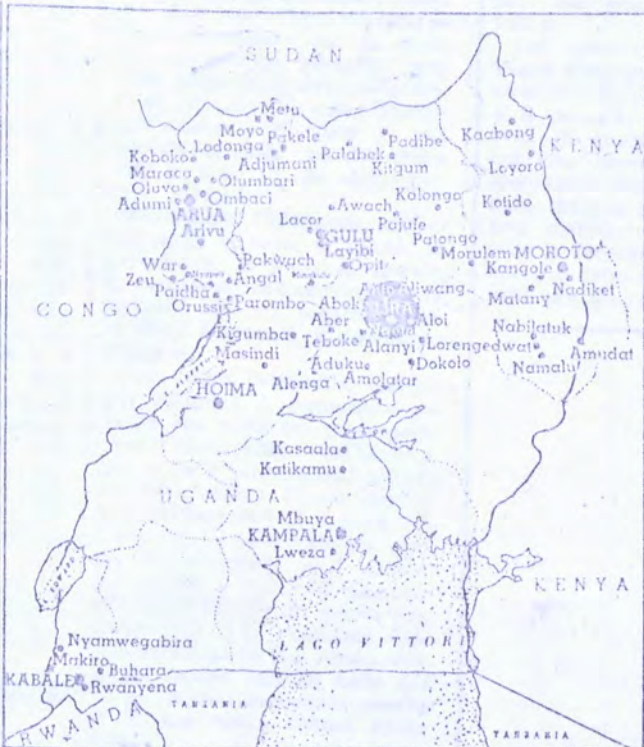 SUDAN
Metu
Moyo
Pakele
Padibe
Kaabong
KENYA
Koboko
Lodonga
Adjumani
Palabek
Kitgum
Loyoro
Maraca
Oluvo
Otumbari
Adumi
Ombaci
ARUA
Awach
Kalongo
Kotido
Arivu
Lacor
GULU
Pajule
Layibi
Patongo
War
Pakwach
Opit
Morulem
MOROTO
Zeu
Angal
Kangole
Paidha
Nadiket
Orussi
Parombo
Abok
Aloi
Matany
CONGO
Aber
Nabilatuk
Kigumba
Teboke
Alanyi
Lorengedwat
Amudat
Masindi
Aduku
Dokolo
Namalu
Alenga
Amolatar
HOIMA
Kasaala
Katikamu
UGANDA
Mbuya
KAMPALA
Lweza
KENYA
Nyamwegabira
LAGO VITTORI
Makiro
Buhara
KABALE
Rwanyena
RWANDA
TANZANIA
TANZANIA